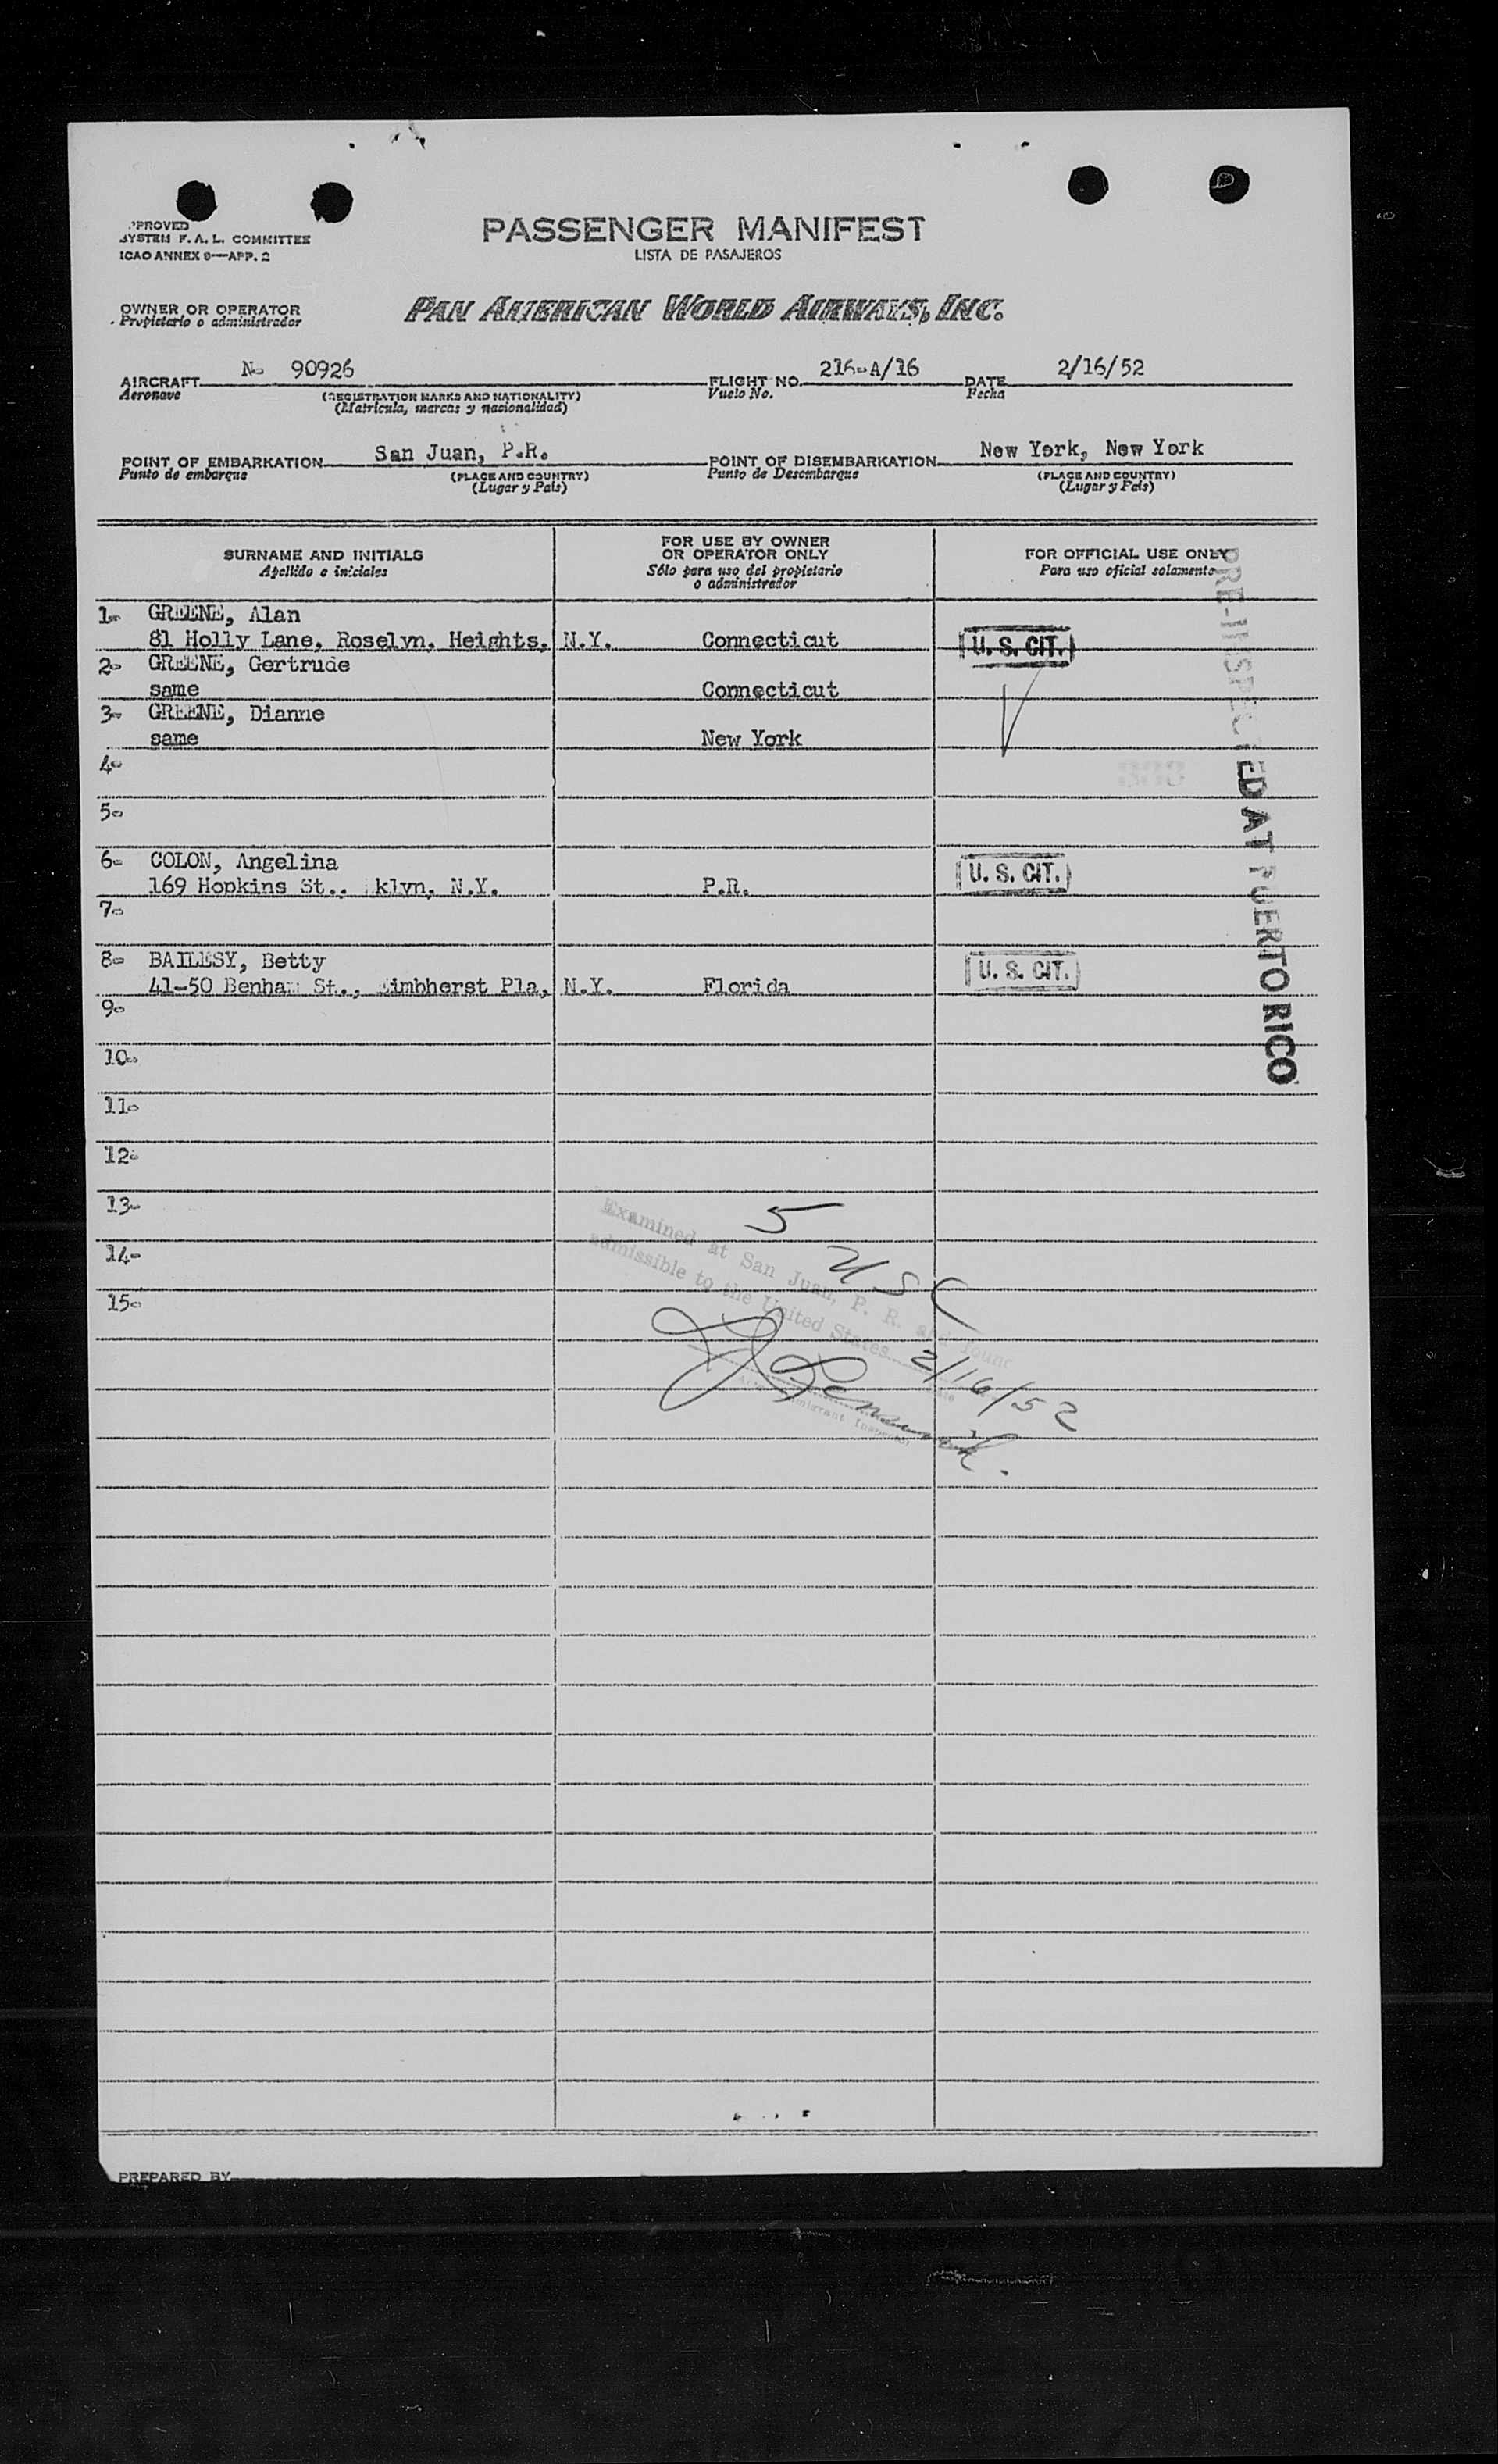 PASSENGER MANIFEST
LISTA DE PASAJEROS
SYSTEM F. A. L. COMMITTEE
ICAO ANNEX 9—APP. 2
OWNER OR OPERATOR
Propietario o administrador
PAN AMERICAN WORLD AIRWAYS, INC.
AIRCRAFT No 90926 FLIGHT NO. 216-A/16 DATE 2/16/52
Aeronave (REGISTRATION MARKS AND NATIONALITY) Vuelo No. Fecha
(Matricula, marcas y nacionalidad)
POINT OF EMBARKATION San Juan, P.R. POINT OF DISEMBARKATION New York, New York
Punto de embarque (PLACE AND COUNTRY) Punto de Desembarque (PLACE AND COUNTRY)
(Lugar y País) (Lugar y País)
SURNAME AND INITIALS
Apellido e iniciales
FOR USE BY OWNER
OR OPERATOR ONLY
Sólo para uso del propietario
o administrador
FOR OFFICIAL USE ONLY
Para uso oficial solamente
PRE-INSPECTED AT PUERTO RICO
1- GREENE, Alan
81 Holly Lane, Roselyn, Heights, N.Y. Connecticut U. S. CIT.
2- GREENE, Gertrude
same Connecticut
3- GREENE, Dianne
same New York
4-
5-
6- COLON, Angelina
169 Hopkins St., klyn, N.Y. P.R. U. S. CIT.
7-
8- BAILESY, Betty
41-50 Benham St., Pla, N.Y. Florida U. S. CIT.
9-
10-
11-
12-
13-
14-
15-
5 USC
Examined at San Juan, P. R. and found
admissible to the United States 2/16/52
Immigrant Inspector
PREPARED BY